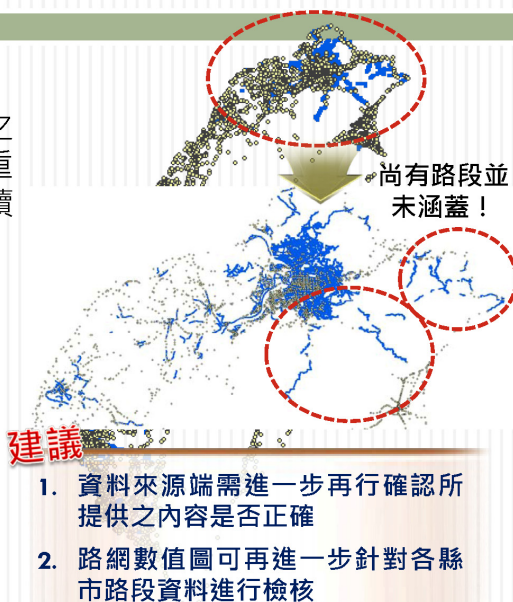 尚有路段並
未涵蓋！
建議
1. 資料來源端需進一步再行確認所
提供之內容是否正確
2. 路網數值圖可再進一步針對各縣
市路段資料進行檢核